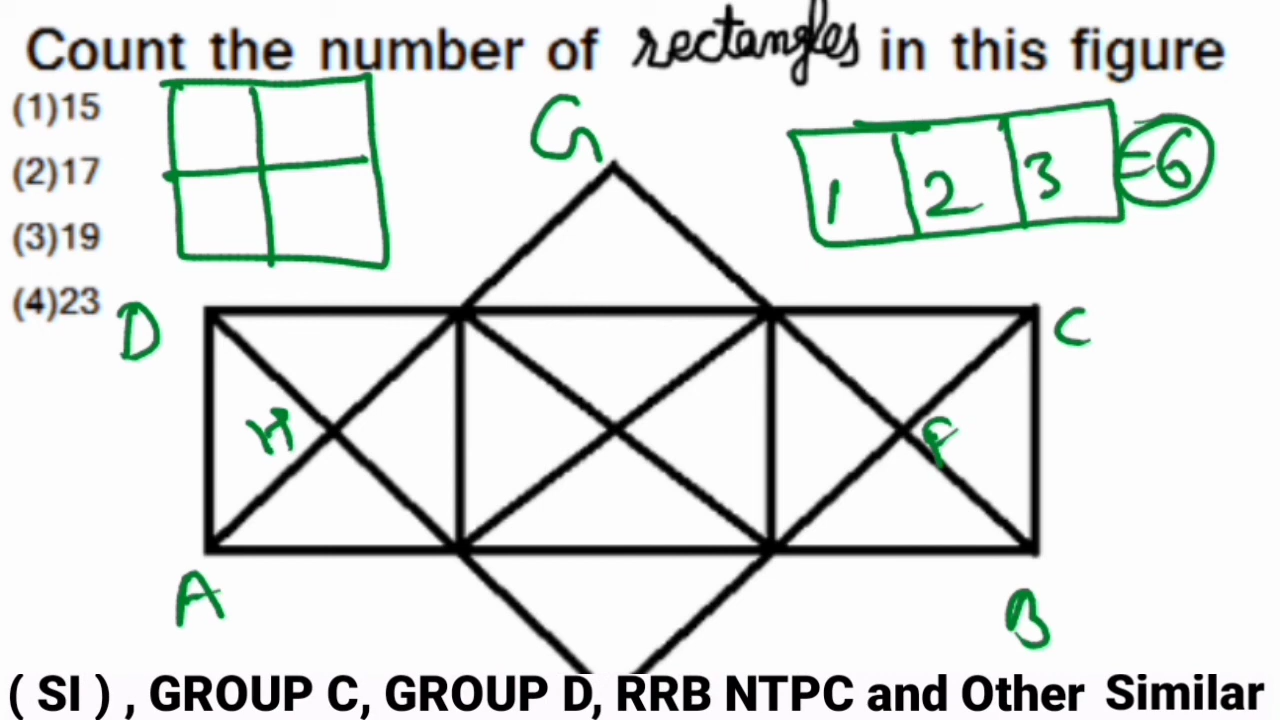 Count the number of rectangles in this figure
(1)15
(2)17
(3)19
(4)23
G
1 2 3 =6
D
C
H
F
A
B
( SI ) , GROUP C, GROUP D, RRB NTPC and Other Similar